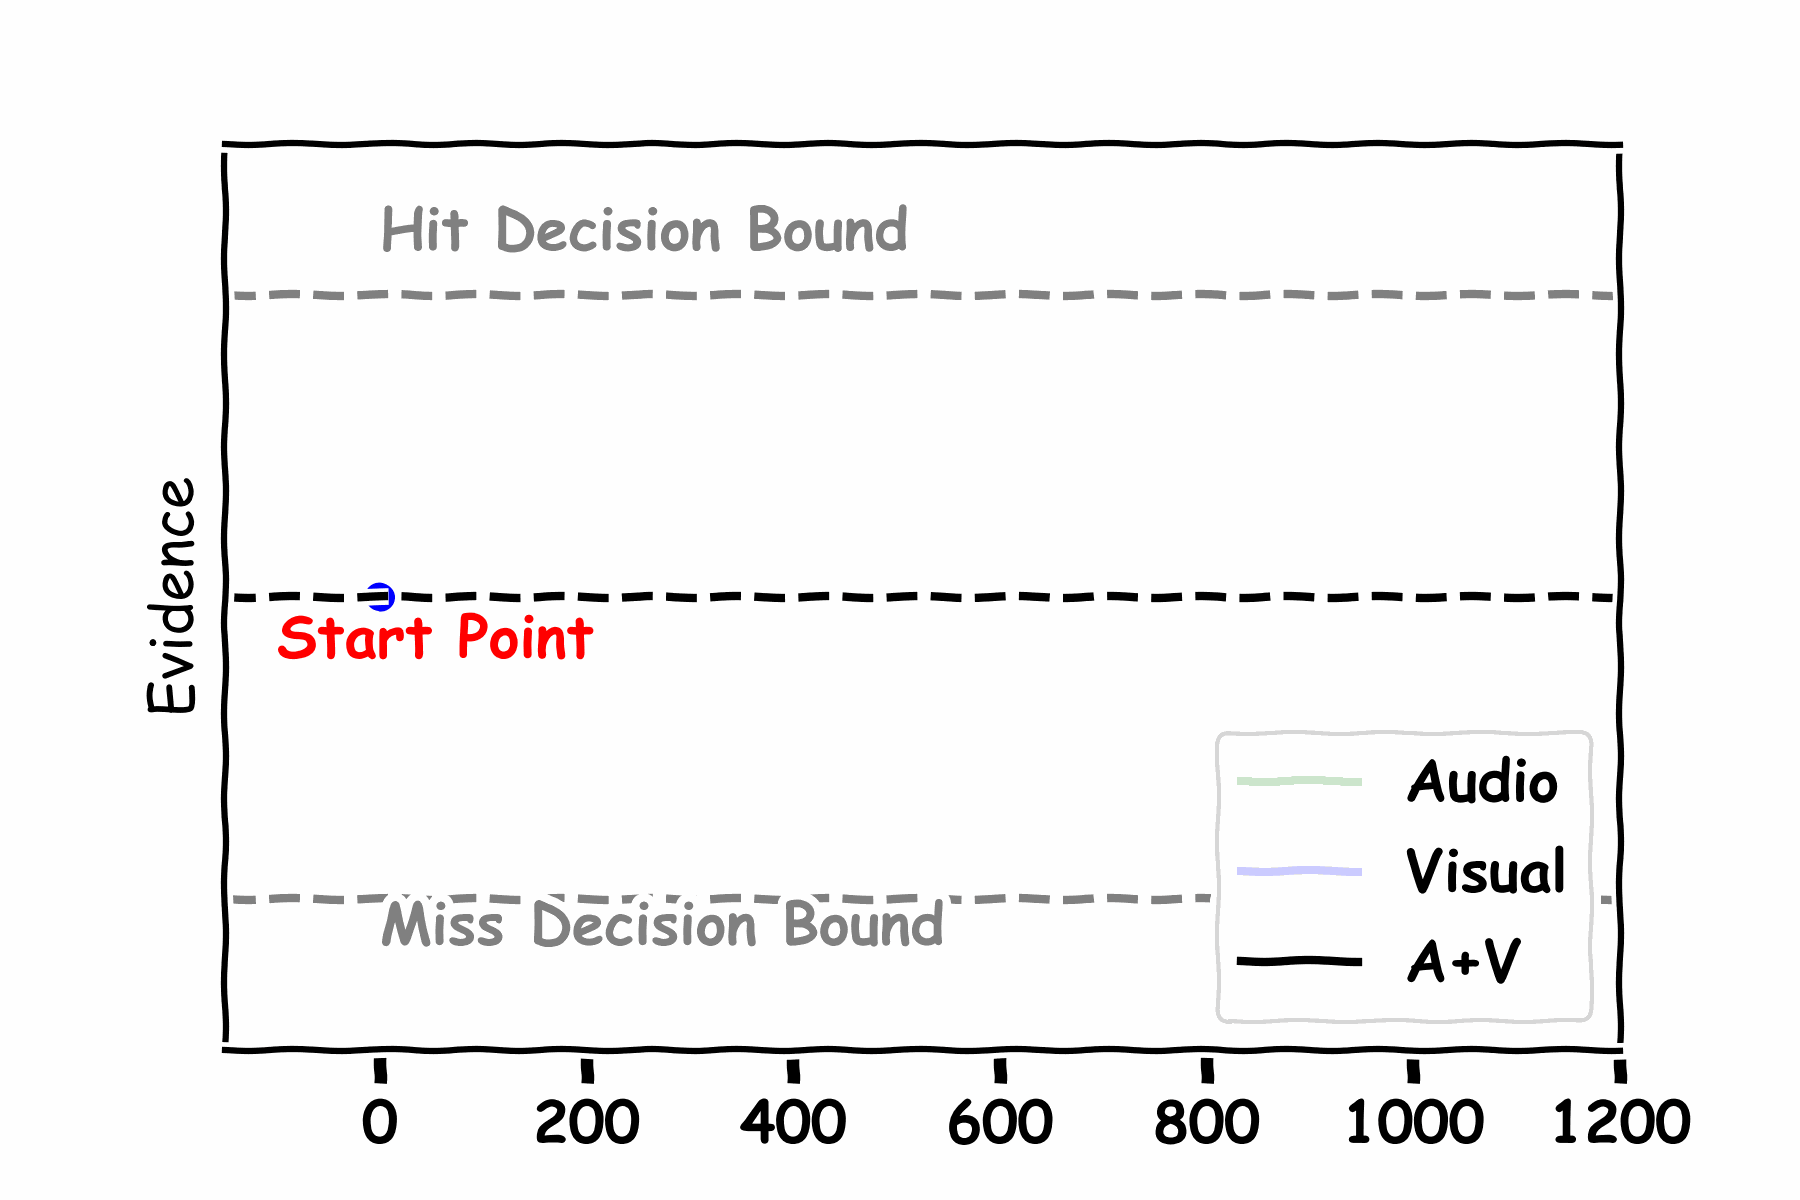 Hit Decision Bound
Evidence
Start Point
Audio
Visual
Miss Decision Bound
A+V
0 200 400 600 800 1000 1200